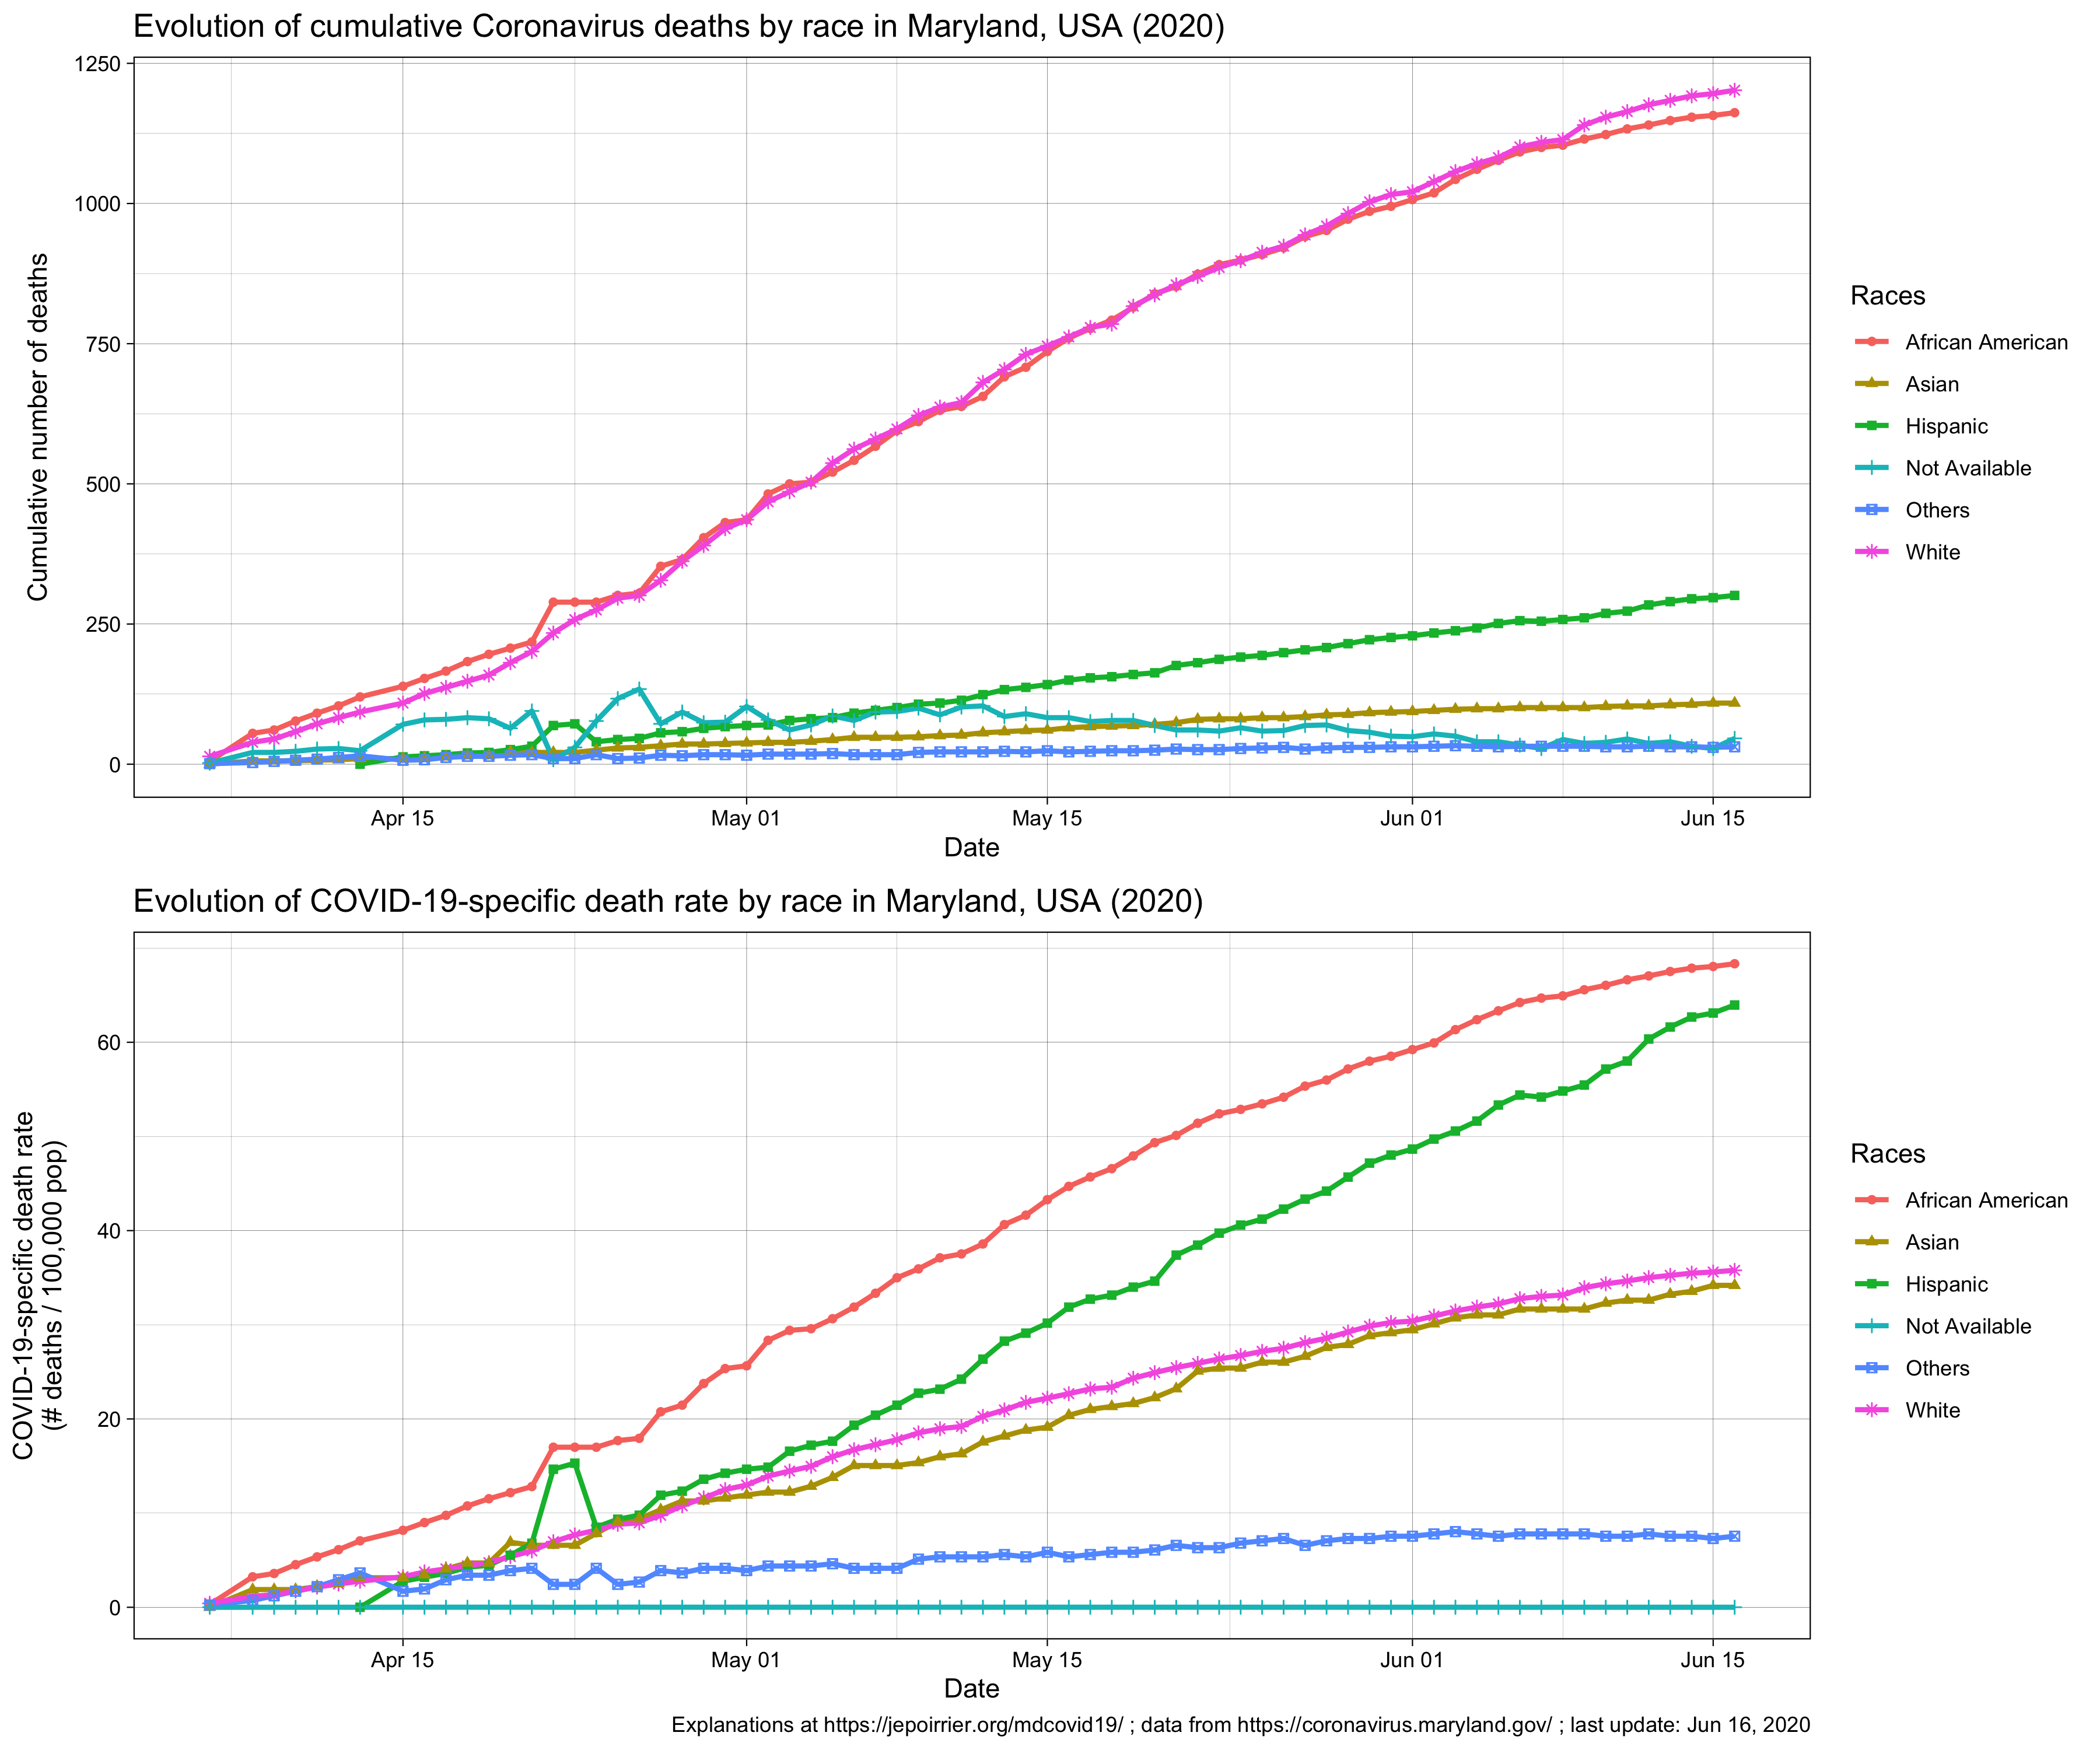 Evolution of cumulative Coronavirus deaths by race in Maryland, USA (2020)
Cumulative number of deaths
1250
1000
750
500
250
0
Apr 15
May 01
May 15
Jun 01
Jun 15
Date
Races
African American
Asian
Hispanic
Not Available
Others
White
Evolution of COVID-19-specific death rate by race in Maryland, USA (2020)
COVID-19-specific death rate
(# deaths / 100,000 pop)
60
40
20
0
Apr 15
May 01
May 15
Jun 01
Jun 15
Date
Races
African American
Asian
Hispanic
Not Available
Others
White
Explanations at https://jepoirrier.org/mdcovid19/ ; data from https://coronavirus.maryland.gov/ ; last update: Jun 16, 2020